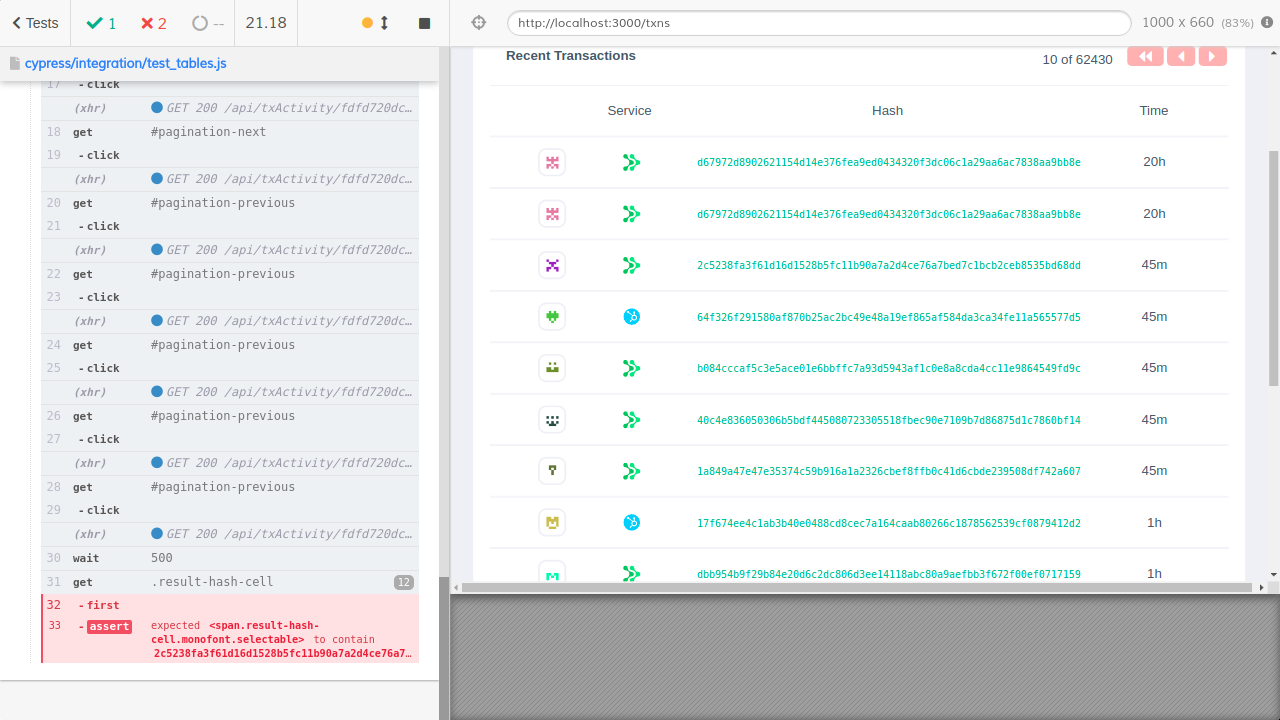 Tests 1 2 -- 21.18
cypress/integration/test_tables.js
17 -click
(xhr) GET 200 /api/txActivity/fdfd720dc…
18 get #pagination-next
19 -click
(xhr) GET 200 /api/txActivity/fdfd720dc…
20 get #pagination-previous
21 -click
(xhr) GET 200 /api/txActivity/fdfd720dc…
22 get #pagination-previous
23 -click
(xhr) GET 200 /api/txActivity/fdfd720dc…
24 get #pagination-previous
25 -click
(xhr) GET 200 /api/txActivity/fdfd720dc…
26 get #pagination-previous
27 -click
(xhr) GET 200 /api/txActivity/fdfd720dc…
28 get #pagination-previous
29 -click
(xhr) GET 200 /api/txActivity/fdfd720dc…
30 wait 500
31 get .result-hash-cell 12
32 -first
33 -assert expected <span.result-hash-
cell.monofont.selectable> to contain
2c5238fa3f61d16d1528b5fc11b90a7a2d4ce76a7…
http://localhost:3000/txns 1000 x 660 (83%)
Recent Transactions 10 of 62430
Service Hash Time
d67972d8902621154d14e376fea9ed0434320f3dc06c1a29aa6ac7838aa9bb8e 20h
d67972d8902621154d14e376fea9ed0434320f3dc06c1a29aa6ac7838aa9bb8e 20h
2c5238fa3f61d16d1528b5fc11b90a7a2d4ce76a7bed7c1bcb2ceb8535bd68dd 45m
64f326f291580af870b25ac2bc49e48a19ef865af584da3ca34fe11a565577d5 45m
b084cccaf5c3e5ace01e6bbffc7a93d5943af1c0e8a8cda4cc11e9864549fd9c 45m
40c4e836050306b5bdf445080723305518fbec90e7109b7d86875d1c7860bf14 45m
1a849a47e47e35374c59b916a1a2326cbef8ffb0c41d6cbde239508df742a607 45m
17f674ee4c1ab3b40e0488cd8cec7a164caab80266c1878562539cf0879412d2 1h
dbb954b9f29b84e20d6c2dc806d3ee14118abc80a9aefbb3f672f00ef0717159 1h